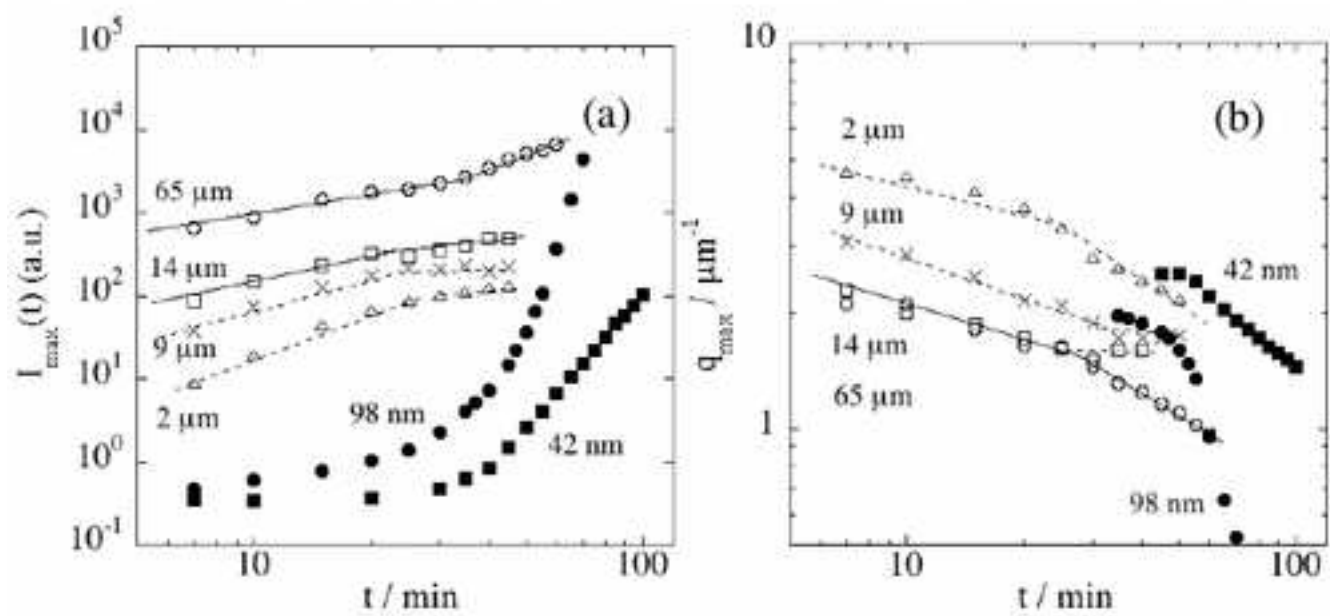 10^5
10^4
10^3
10^2
10^1
10^0
10^-1
I_max(t) (a.u.)
(a)
65 μm
14 μm
9 μm
2 μm
98 nm
42 nm
10
100
t / min
10
1
q_max / μm^-1
(b)
2 μm
9 μm
14 μm
65 μm
42 nm
98 nm
10
100
t / min